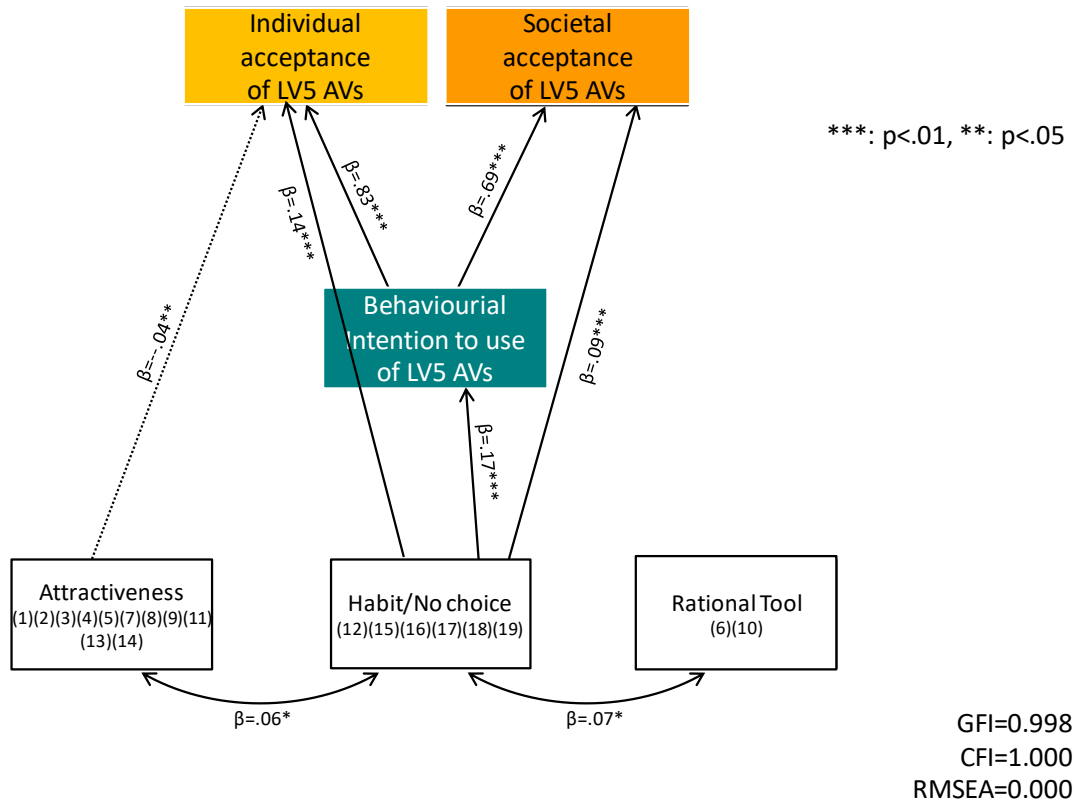 Individual
acceptance
of LV5 AVs
Societal
acceptance
of LV5 AVs
***: p<.01, **: p<.05
β=.83***
β=.69***
β=.14***
β=-–.04**
β=.09***
Behaviourial
Intention to use
of LV5 AVs
β=.17***
Attractiveness
(1)(2)(3)(4)(5)(7)(8)(9)(11)
(13)(14)
Habit/No choice
(12)(15)(16)(17)(18)(19)
Rational Tool
(6)(10)
β=.06*
β=.07*
GFI=0.998
CFI=1.000
RMSEA=0.000